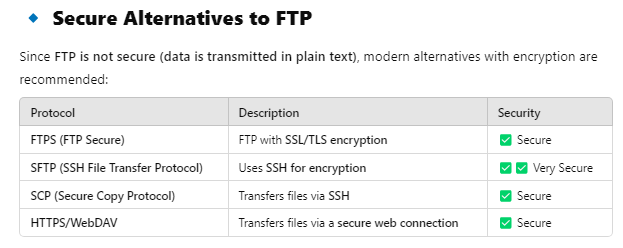 🔹 Secure Alternatives to FTP
Since FTP is not secure (data is transmitted in plain text), modern alternatives with encryption are
recommended:
Protocol Description Security
FTPS (FTP Secure) FTP with SSL/TLS encryption ✅ Secure
SFTP (SSH File Transfer Protocol) Uses SSH for encryption ✅✅ Very Secure
SCP (Secure Copy Protocol) Transfers files via SSH ✅ Secure
HTTPS/WebDAV Transfers files via a secure web connection ✅ Secure